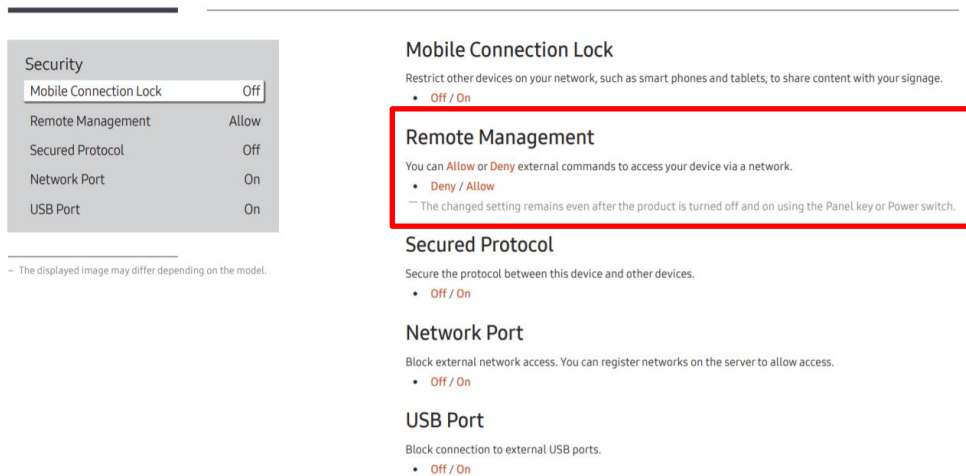 Security
Mobile Connection Lock Off
Remote Management Allow
Secured Protocol Off
Network Port On
USB Port On
– The displayed image may differ depending on the model.
Mobile Connection Lock
Restrict other devices on your network, such as smart phones and tablets, to share content with your signage.
• Off / On
Remote Management
You can Allow or Deny external commands to access your device via a network.
• Deny / Allow
― The changed setting remains even after the product is turned off and on using the Panel key or Power switch.
Secured Protocol
Secure the protocol between this device and other devices.
• Off / On
Network Port
Block external network access. You can register networks on the server to allow access.
• Off / On
USB Port
Block connection to external USB ports.
• Off / On